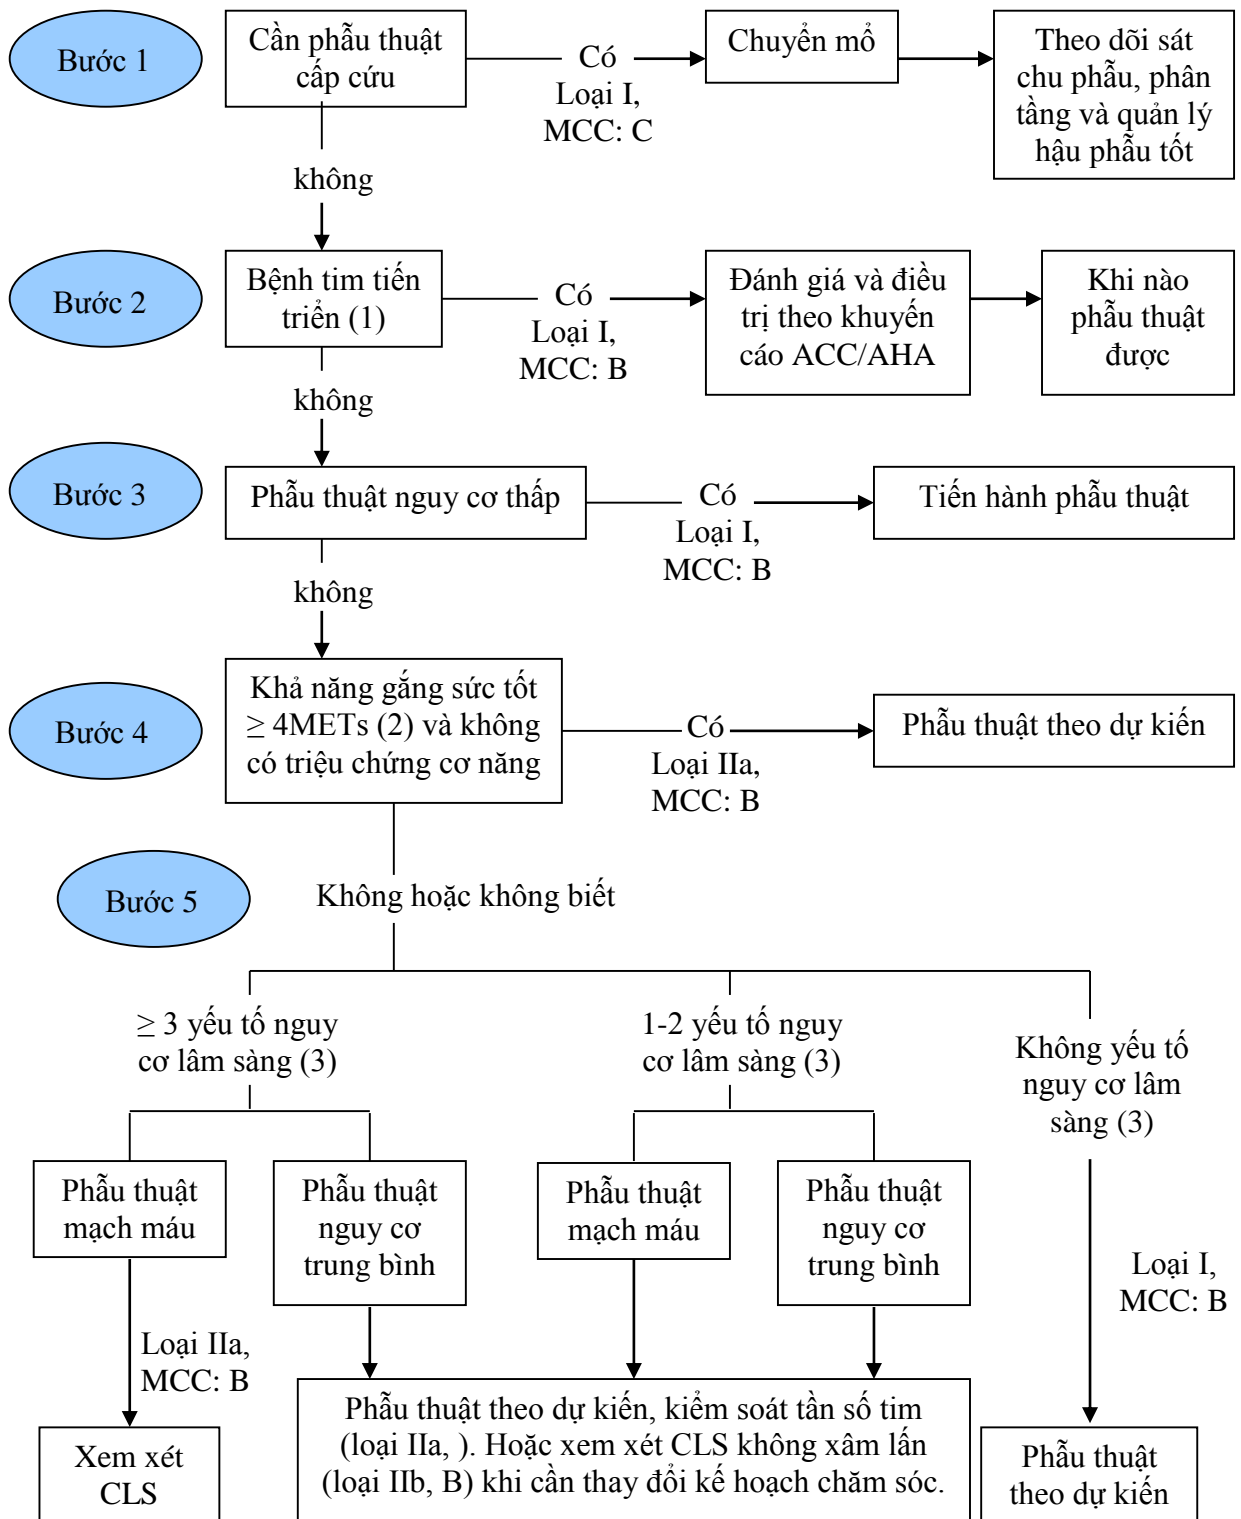 Bước 1
Cần phẫu thuật
cấp cứu
Có
Loại I,
MCC: C
Chuyển mổ
Theo dõi sát
chu phẫu, phân
tầng và quản lý
hậu phẫu tốt
không
Bước 2
Bệnh tim tiến
triển (1)
Có
Loại I,
MCC: B
Đánh giá và điều
trị theo khuyến
cáo ACC/AHA
Khi nào
phẫu thuật
được
không
Bước 3
Phẫu thuật nguy cơ thấp
Có
Loại I,
MCC: B
Tiến hành phẫu thuật
không
Bước 4
Khả năng gắng sức tốt
≥ 4METs (2) và không
có triệu chứng cơ năng
Có
Loại IIa,
MCC: B
Phẫu thuật theo dự kiến
Bước 5
Không hoặc không biết
≥ 3 yếu tố nguy
cơ lâm sàng (3)
1-2 yếu tố nguy
cơ lâm sàng (3)
Không yếu tố
nguy cơ lâm
sàng (3)
Phẫu thuật
mạch máu
Phẫu thuật
nguy cơ
trung bình
Phẫu thuật
mạch máu
Phẫu thuật
nguy cơ
trung bình
Loại I,
MCC: B
Loại IIa,
MCC: B
Xem xét
CLS
Phẫu thuật theo dự kiến, kiểm soát tần số tim
(loại IIa, ). Hoặc xem xét CLS không xâm lấn
(loại IIb, B) khi cần thay đổi kế hoạch chăm sóc.
Phẫu thuật
theo dự kiến